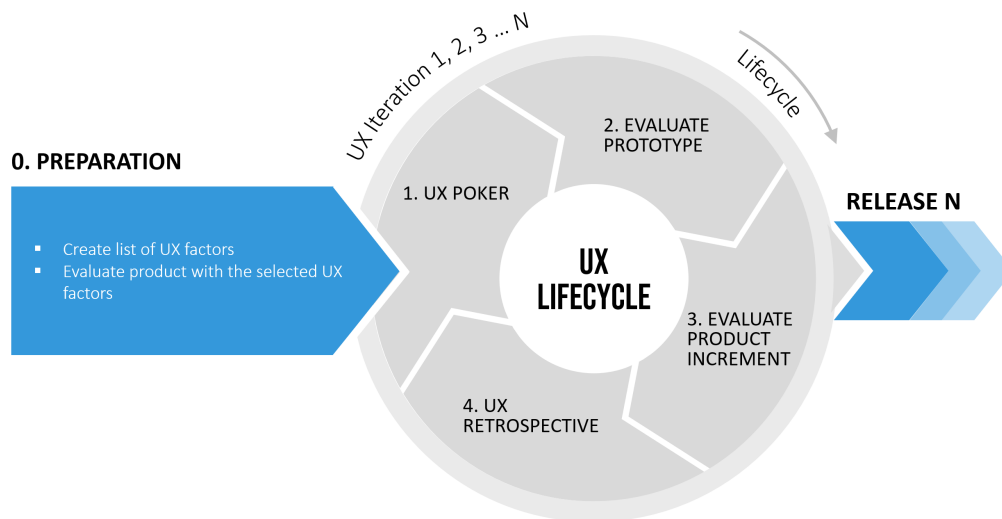 UX Iteration 1, 2, 3 ... N
Lifecycle
0. PREPARATION
▪ Create list of UX factors
▪ Evaluate product with the selected UX
factors
1. UX POKER
2. EVALUATE
PROTOTYPE
UX
LIFECYCLE
3. EVALUATE
PRODUCT
INCREMENT
4. UX
RETROSPECTIVE
RELEASE N